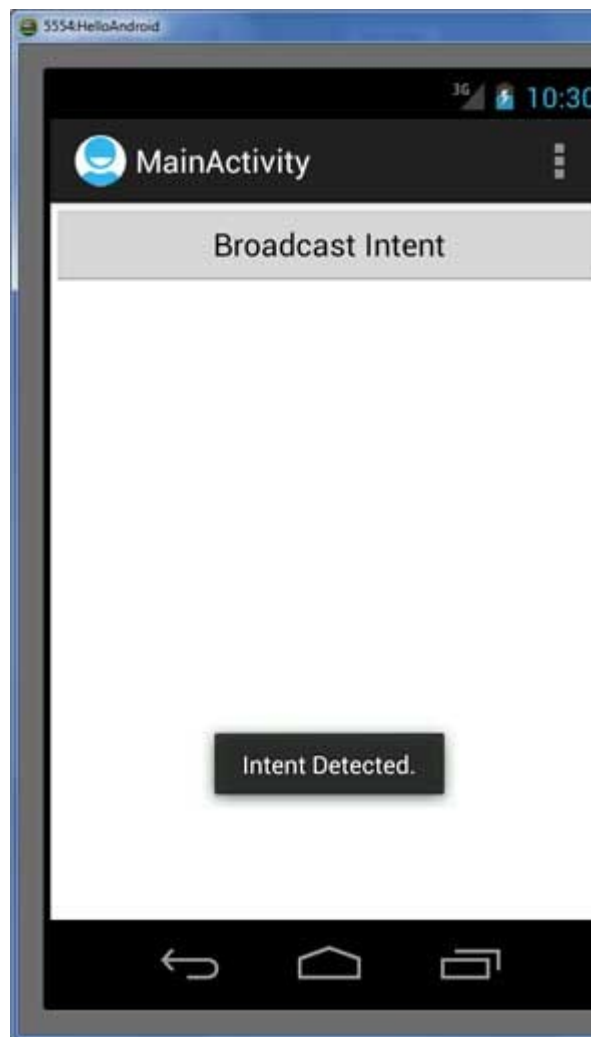 5554:HelloAndroid
3G 10:30
MainActivity
Broadcast Intent
Intent Detected.